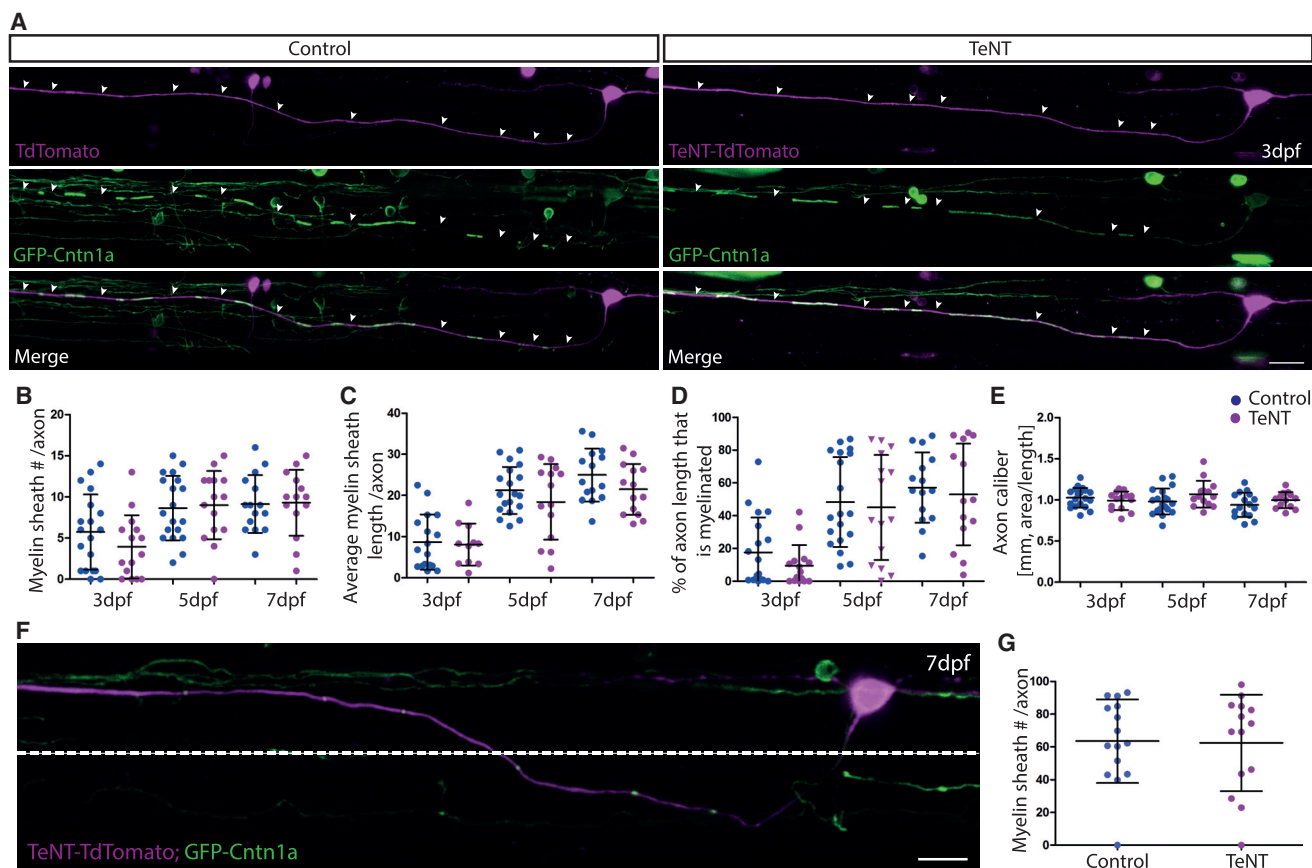 A
Control
TeNT
TdTomato
TeNT-TdTomato
3dpf
GFP-Cntn1a
GFP-Cntn1a
Merge
Merge
B
Myelin sheath # /axon
20
15
10
5
0
3dpf
5dpf
7dpf
C
Average myelin sheath
length /axon
40
30
20
10
0
3dpf
5dpf
7dpf
D
% of axon length that
is myelinated
100
80
60
40
20
0
3dpf
5dpf
7dpf
E
Control
TeNT
Axon caliber
[mm, area/length]
2.0
1.5
1.0
0.5
0.0
3dpf
5dpf
7dpf
F
7dpf
TeNT-TdTomato; GFP-Cntn1a
G
Myelin sheath # /axon
100
80
60
40
20
0
Control
TeNT